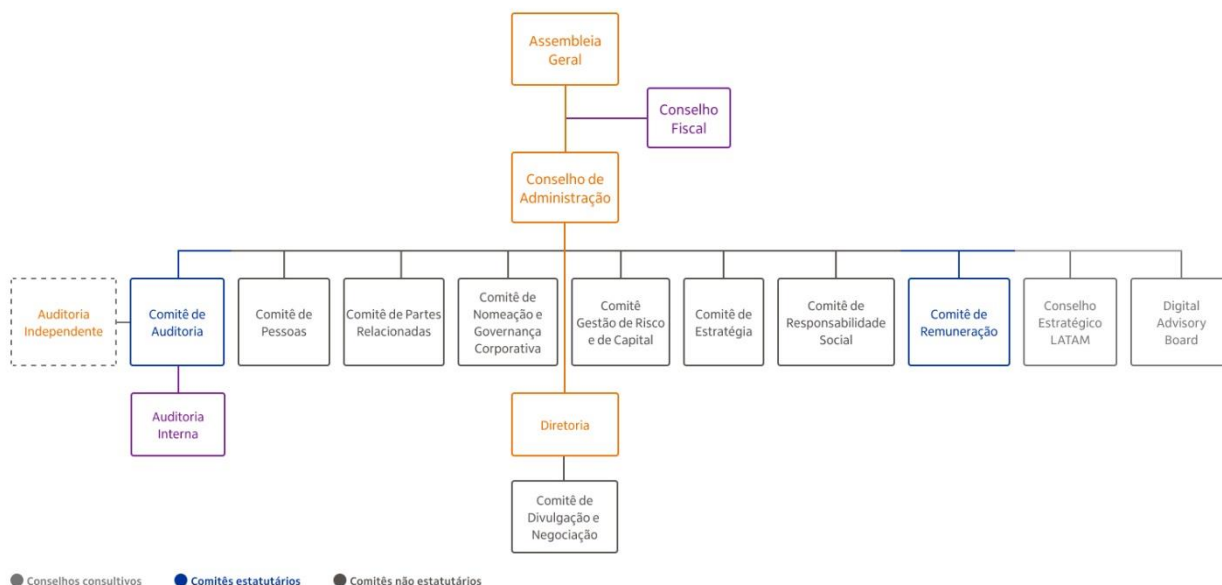 Assembleia
Geral
Conselho
Fiscal
Conselho de
Administração
Auditoria
Independente
Comitê de
Auditoria
Comitê de
Pessoas
Comitê de Partes
Relacionadas
Comitê de
Nomeação e
Governança
Corporativa
Comitê
Gestão de Risco
e de Capital
Comitê de
Estratégia
Comitê de
Responsabilidade
Social
Comitê de
Remuneração
Conselho
Estratégico
LATAM
Digital
Advisory
Board
Auditoria
Interna
Diretoria
Comitê de
Divulgação e
Negociação
Conselhos consultivos
Comitês estatutários
Comitês não estatutários